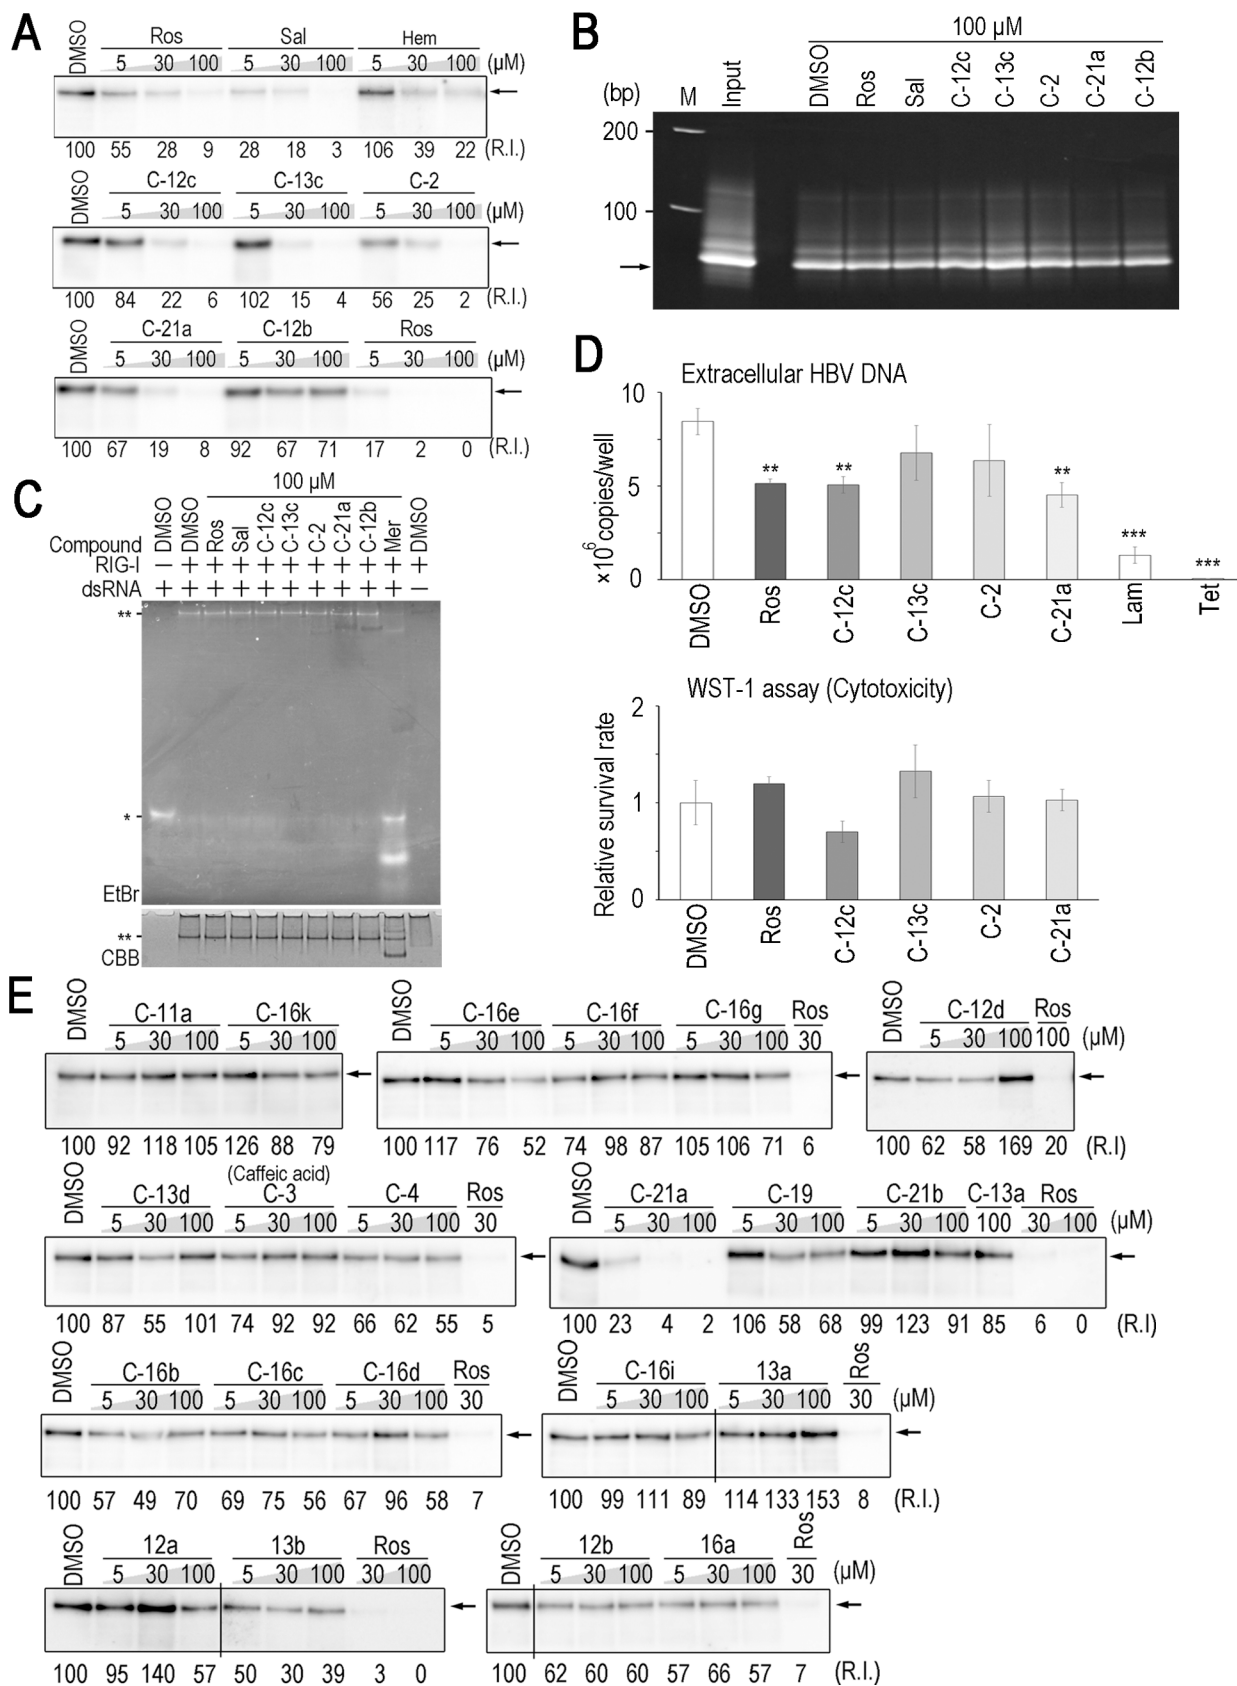 A
DMSO
Ros Sal Hem
5 30 100 5 30 100 5 30 100 (µM)
100 55 28 9 28 18 3 106 39 22 (R.I.)
DMSO
C-12c C-13c C-2
5 30 100 5 30 100 5 30 100 (µM)
100 84 22 6 102 15 4 56 25 2 (R.I.)
DMSO
C-21a C-12b Ros
5 30 100 5 30 100 5 30 100 (µM)
100 67 19 8 92 67 71 17 2 0 (R.I.)
B
100 µM
(bp) M Input DMSO Ros Sal C-12c C-13c C-2 C-21a C-12b
200
100
C
100 µM
Compound DMSO DMSO Ros Sal C-12c C-13c C-2 C-21a C-12b Mer DMSO
RIG-I − + + + + + + + + + +
dsRNA + + + + + + + + + + −
**
*
EtBr
**
CBB
D
Extracellular HBV DNA
×10⁶ copies/well
10
5
0
** ** ** *** ***
DMSO Ros C-12c C-13c C-2 C-21a Lam Tet
WST-1 assay (Cytotoxicity)
Relative survival rate
2
1
0
DMSO Ros C-12c C-13c C-2 C-21a
E
DMSO
C-11a C-16k
5 30 100 5 30 100
100 92 118 105 126 88 79
DMSO
C-16e C-16f C-16g Ros
5 30 100 5 30 100 5 30 100 30
100 117 76 52 74 98 87 105 106 71 6
DMSO
C-12d Ros
5 30 100 100 (µM)
100 62 58 169 20 (R.I)
DMSO
(Caffeic acid)
C-13d C-3 C-4 Ros
5 30 100 5 30 100 5 30 100 30
100 87 55 101 74 92 92 66 62 55 5
DMSO
C-21a C-19 C-21b C-13a Ros
5 30 100 5 30 100 5 30 100 100 30 100 (µM)
100 23 4 2 106 58 68 99 123 91 85 6 0 (R.I)
DMSO
C-16b C-16c C-16d Ros
5 30 100 5 30 100 5 30 100 30
100 57 49 70 69 75 56 67 96 58 7
DMSO
C-16i 13a Ros
5 30 100 5 30 100 30 (µM)
100 99 111 89 114 133 153 8 (R.I.)
DMSO
12a 13b Ros
5 30 100 5 30 100 30 100
100 95 140 57 50 30 39 3 0
DMSO
12b 16a Ros
5 30 100 5 30 100 30 (µM)
100 62 60 60 57 66 57 7 (R.I.)